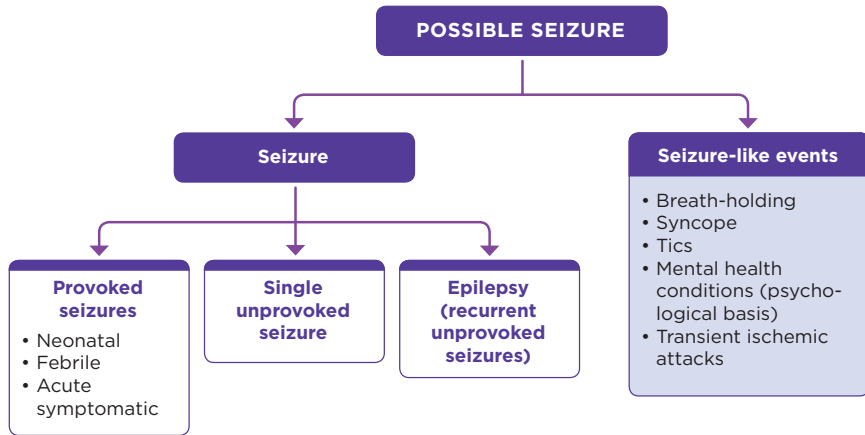 POSSIBLE SEIZURE
Seizure
Seizure-like events
• Breath-holding
• Syncope
• Tics
• Mental health
conditions (psycho-
logical basis)
• Transient ischemic
attacks
Provoked
seizures
• Neonatal
• Febrile
• Acute
symptomatic
Single
unprovoked
seizure
Epilepsy
(recurrent
unprovoked
seizures)